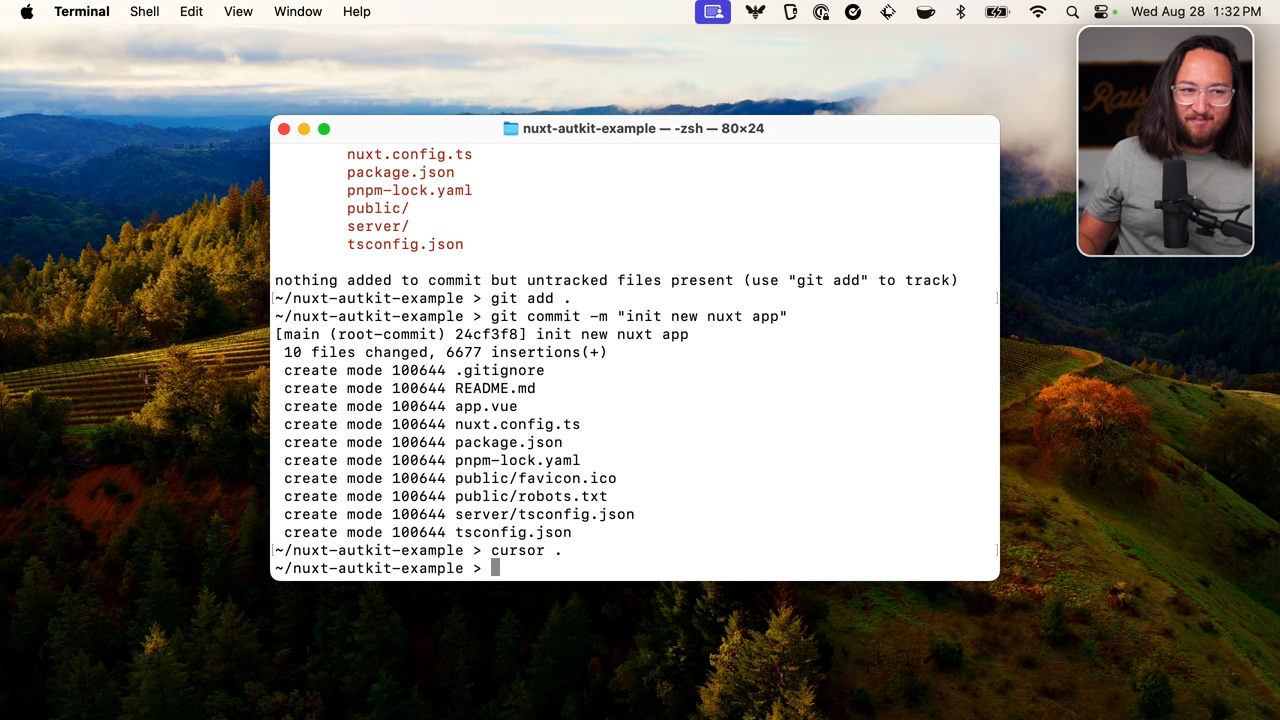 Terminal Shell Edit View Window Help Wed Aug 28 1:32 PM
Rais
nuxt-autkit-example — -zsh — 80×24
nuxt.config.ts
package.json
pnpm-lock.yaml
public/
server/
tsconfig.json
nothing added to commit but untracked files present (use "git add" to track)
[~/nuxt-autkit-example > git add . ]
~/nuxt-autkit-example > git commit -m "init new nuxt app"
[main (root-commit) 24cf3f8] init new nuxt app
10 files changed, 6677 insertions(+)
create mode 100644 .gitignore
create mode 100644 README.md
create mode 100644 app.vue
create mode 100644 nuxt.config.ts
create mode 100644 package.json
create mode 100644 pnpm-lock.yaml
create mode 100644 public/favicon.ico
create mode 100644 public/robots.txt
create mode 100644 server/tsconfig.json
create mode 100644 tsconfig.json
[~/nuxt-autkit-example > cursor . ]
~/nuxt-autkit-example >